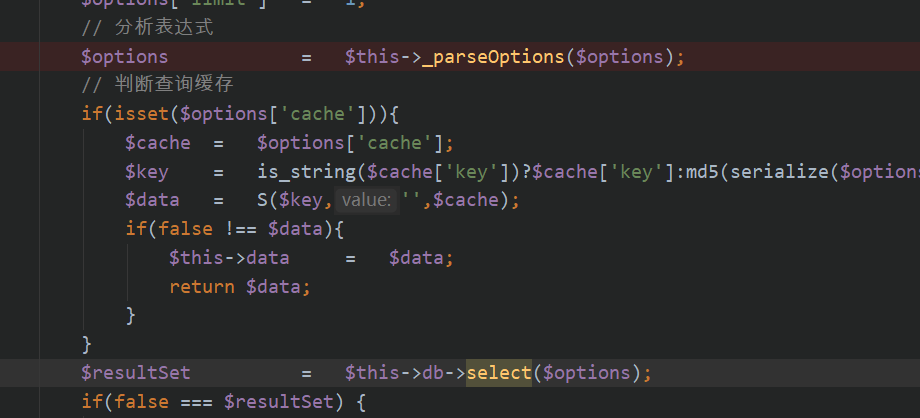 $options['limit'] = 1;
// 分析表达式
$options = $this->_parseOptions($options);
// 判断查询缓存
if(isset($options['cache'])){
$cache = $options['cache'];
$key = is_string($cache['key'])?$cache['key']:md5(serialize($options
$data = S($key, value: '',$cache);
if(false !== $data){
$this->data = $data;
return $data;
}
}
$resultSet = $this->db->select($options);
if(false === $resultSet) {